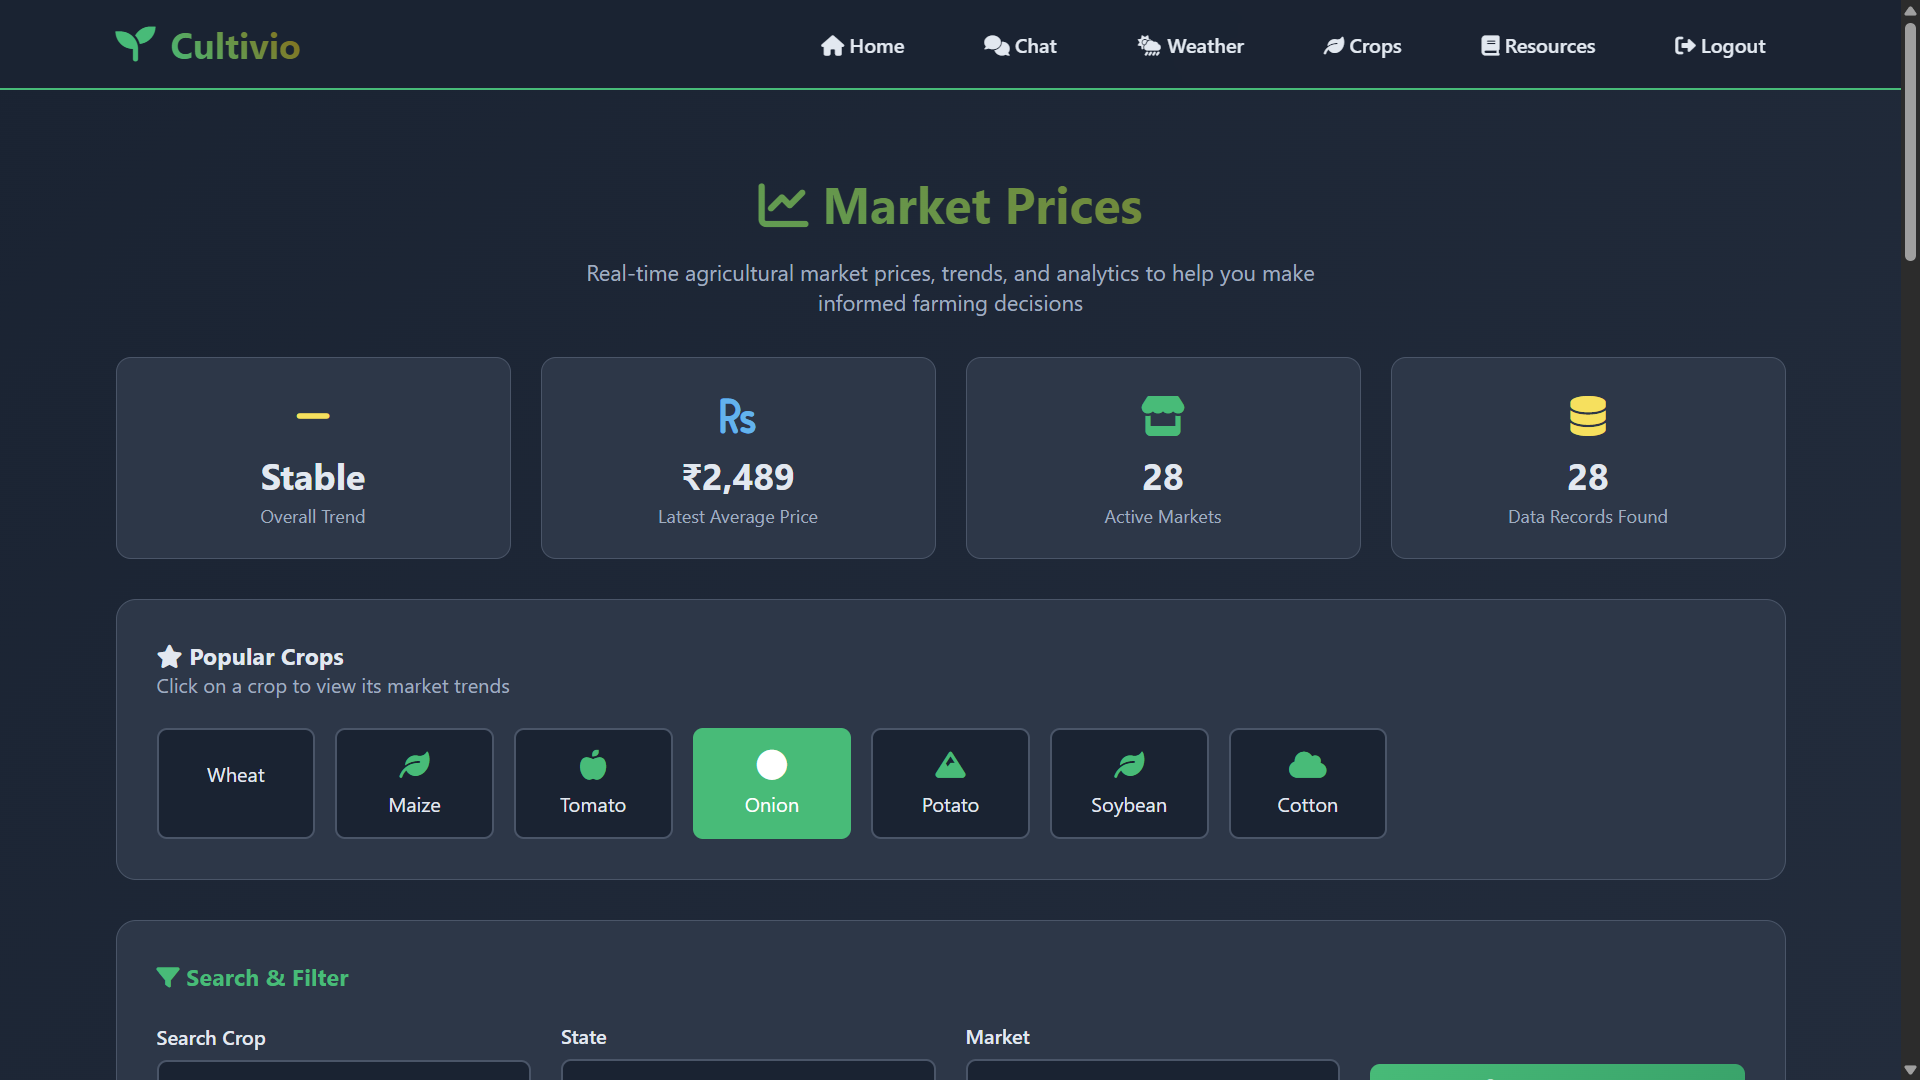 Cultivio
Home
Chat
Weather
Crops
Resources
Logout
Market Prices
Real-time agricultural market prices, trends, and analytics to help you make
informed farming decisions
Stable
Overall Trend
Rs
₹2,489
Latest Average Price
28
Active Markets
28
Data Records Found
Popular Crops
Click on a crop to view its market trends
Wheat
Maize
Tomato
Onion
Potato
Soybean
Cotton
Search & Filter
Search Crop
State
Market